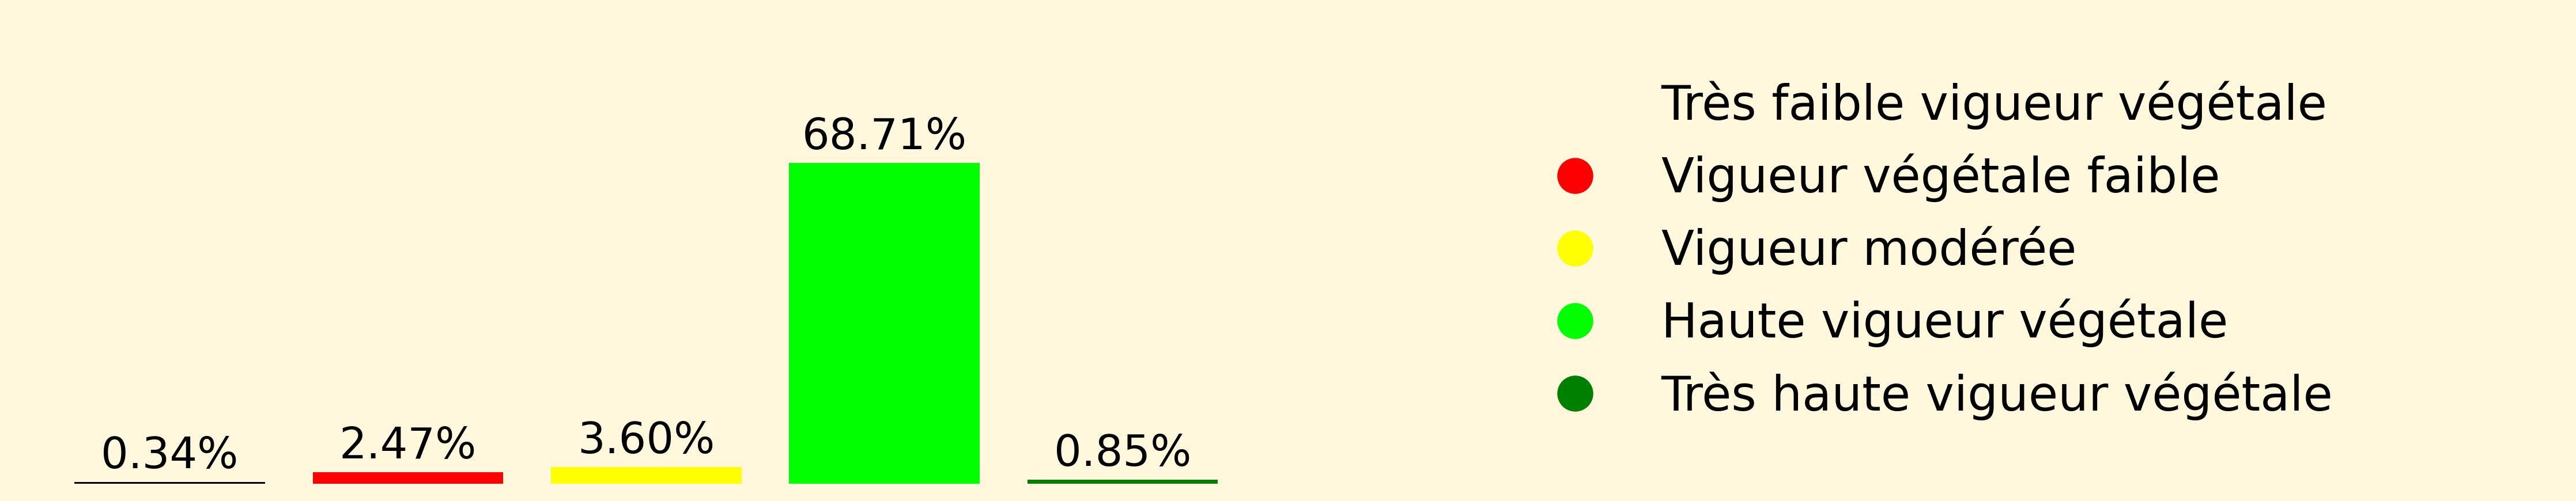 0.34%
2.47%
3.60%
68.71%
0.85%
Très faible vigueur végétale
Vigueur végétale faible
Vigueur modérée
Haute vigueur végétale
Très haute vigueur végétale